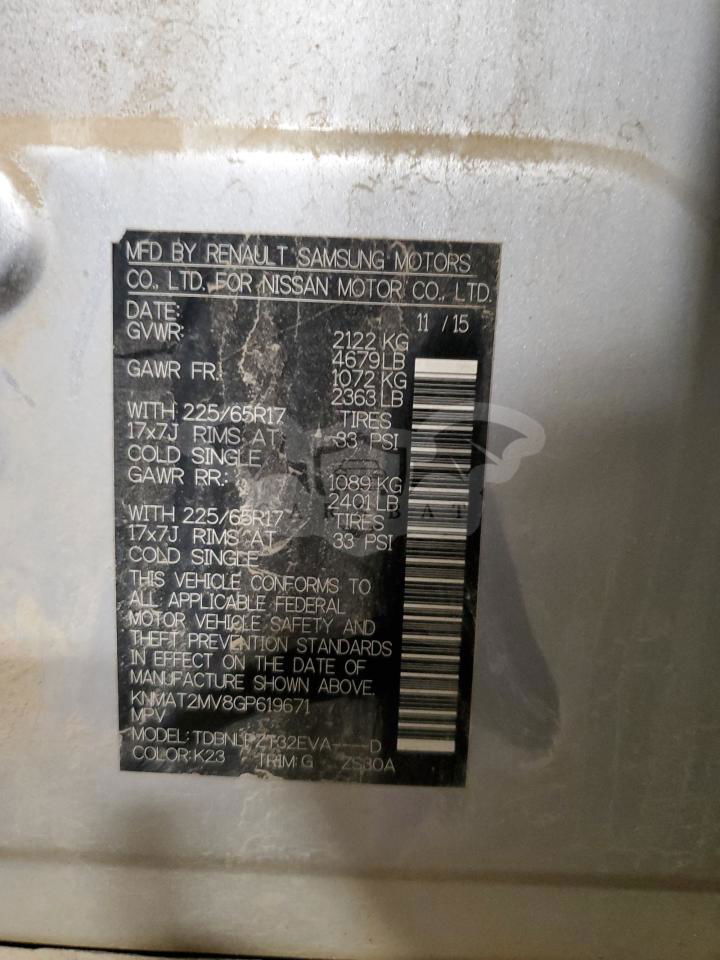 MFD BY RENAULT SAMSUNG MOTORS
CO., LTD. FOR NISSAN MOTOR CO., LTD.
DATE: 11 / 15
GVWR: 2122 KG
4679LB
GAWR FR.: 1072 KG
2363 LB
WITH 225/65R17 TIRES
17x7J RIMS AT 33 PSI
COLD SINGLE
GAWR RR.: 1089 KG
2401 LB
WITH 225/65R17 TIRES
17x7J RIMS AT 33 PSI
COLD SINGLE
THIS VEHICLE CONFORMS TO
ALL APPLICABLE FEDERAL
MOTOR VEHICLE SAFETY AND
THEFT PREVENTION STANDARDS
IN EFFECT ON THE DATE OF
MANUFACTURE SHOWN ABOVE.
KNMAT2MV8GP619671
MPV
MODEL: D
COLOR: K23 TRIM: G ZS30A